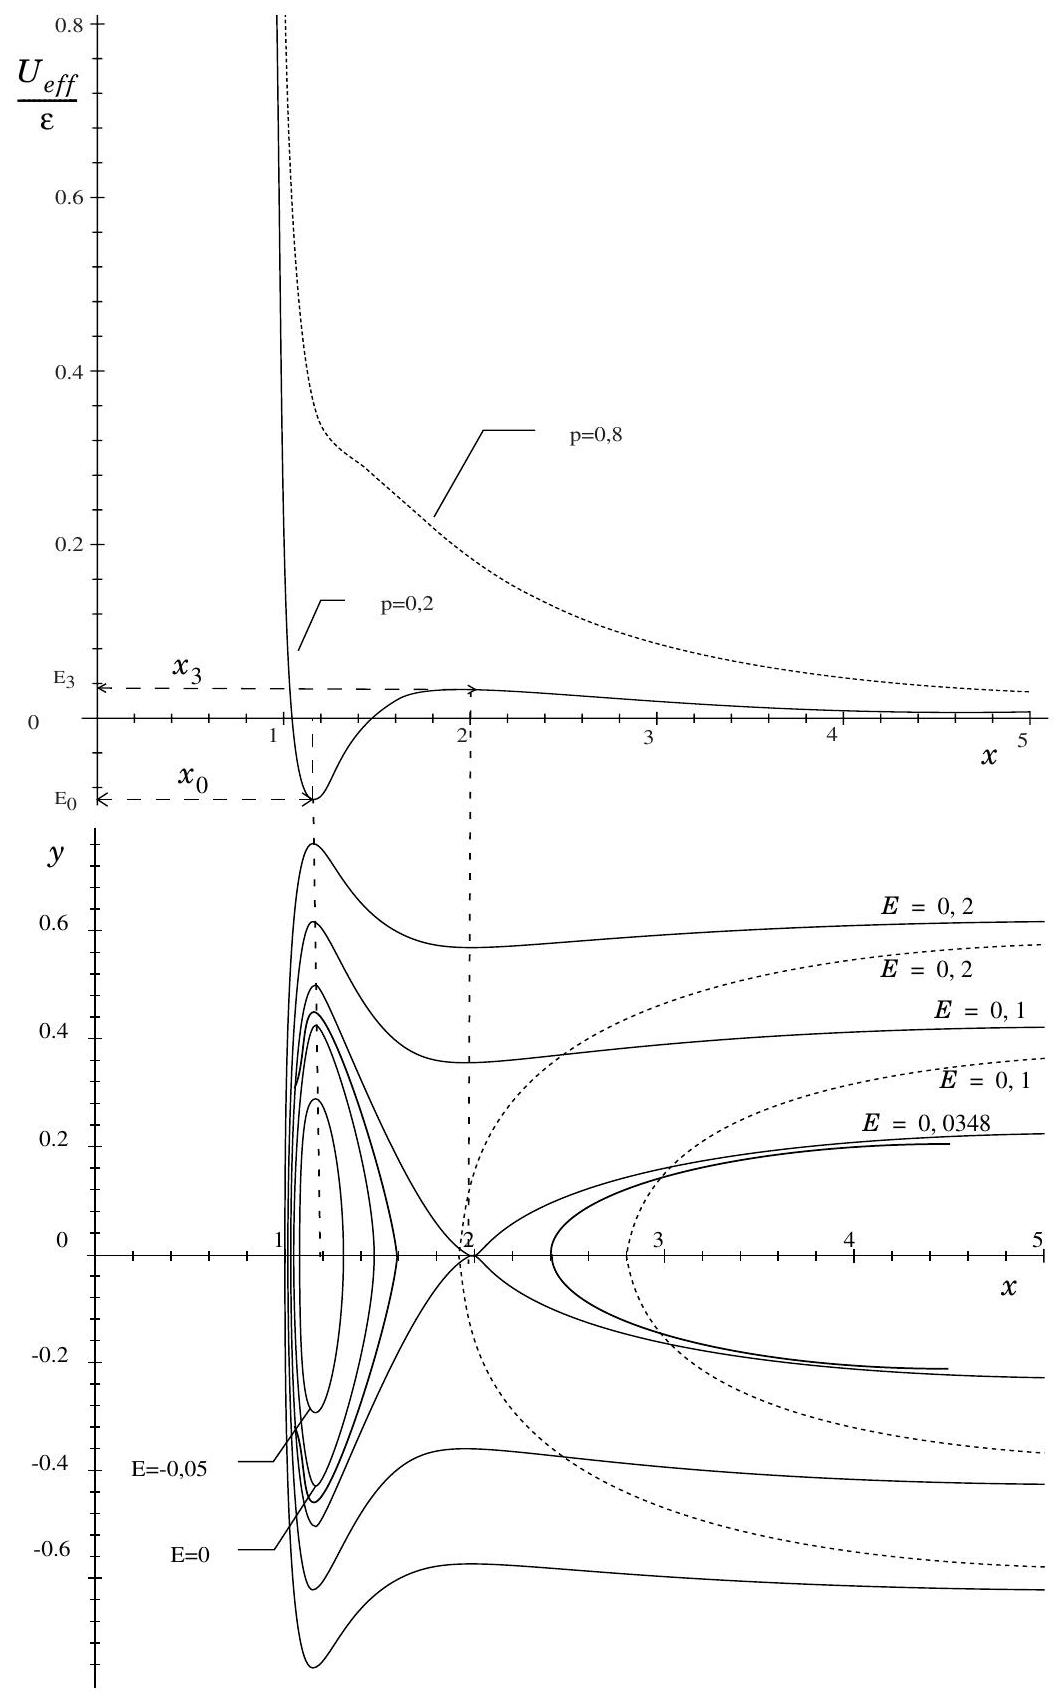 0.8
U_eff
ε
0.6
0.4
p=0,8
0.2
p=0,2
E₃
x₃
0
1
2
3
4
5
x
x₀
E₀
y
0.6
E = 0, 2
E = 0, 2
0.4
E = 0, 1
E = 0, 1
0.2
E = 0, 0348
0
1
2
3
4
5
x
-0.2
-0.4
E=-0,05
-0.6
E=0